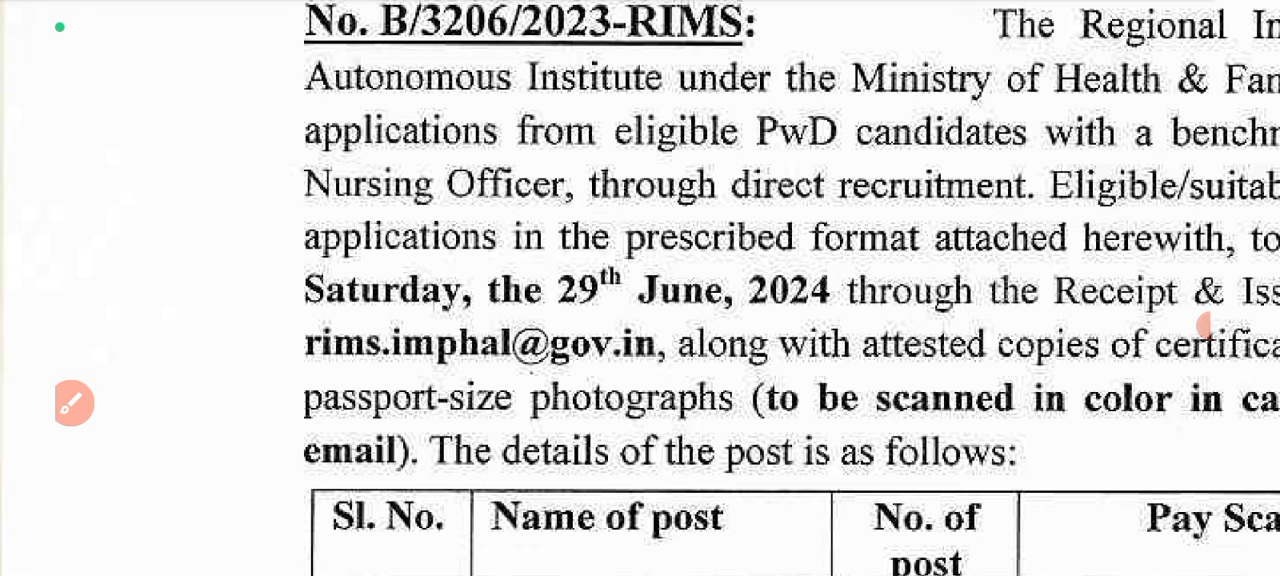 No. B/3206/2023-RIMS: The Regional In
Autonomous Institute under the Ministry of Health & Fam
applications from eligible PwD candidates with a benchm
Nursing Officer, through direct recruitment. Eligible/suitab
applications in the prescribed format attached herewith, to
Saturday, the 29th June, 2024 through the Receipt & Iss
rims.imphal@gov.in, along with attested copies of certifica
passport-size photographs (to be scanned in color in ca
email). The details of the post is as follows:
Sl. No. Name of post No. of Pay Sca
post